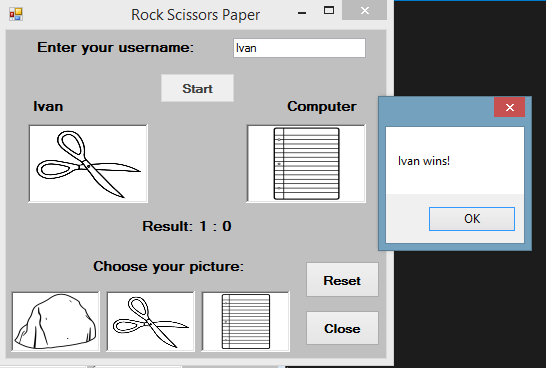 Rock Scissors Paper
Enter your username: Ivan
Start
Ivan Computer
Ivan wins!
OK
Result: 1 : 0
Choose your picture:
Reset
Close